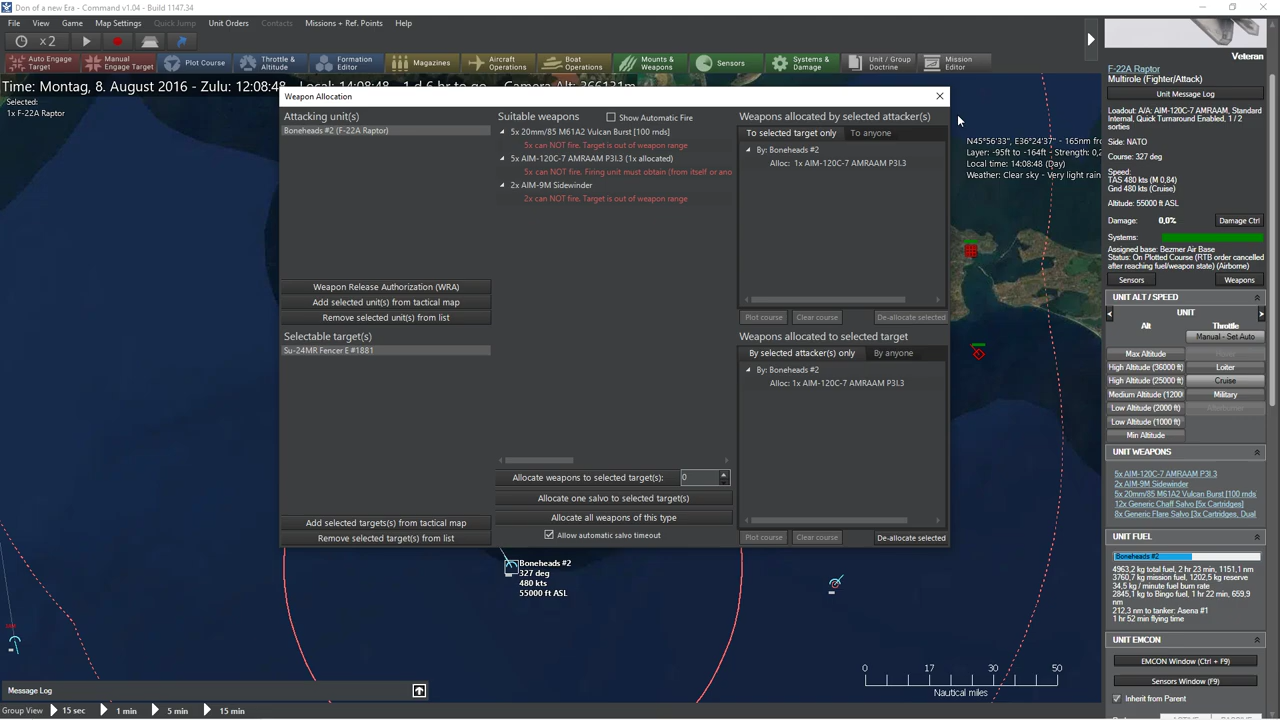 Don of a new Era - Command v1.04 - Build 1147.34
File View Game Map Settings Quick Jump Unit Orders Contacts Missions + Ref. Points Help
x 2
Auto Engage Target
Manual Engage Target
Plot Course
Throttle & Altitude
Formation Editor
Magazines
Aircraft Operations
Boat Operations
Mounts & Weapons
Sensors
Systems & Damage
Unit / Group Doctrine
Mission Editor
Time: Montag, 8. August 2016 - Zulu: 12:08:48
Selected:
1x F-22A Raptor
Weapon Allocation
Attacking unit(s)
Boneheads #2 (F-22A Raptor)
Weapon Release Authorization (WRA)
Add selected unit(s) from tactical map
Remove selected unit(s) from list
Selectable target(s)
Su-24MR Fencer E #1881
Add selected targets(s) from tactical map
Remove selected target(s) from list
Suitable weapons
Show Automatic Fire
5x 20mm/85 M61A2 Vulcan Burst [100 rnds]
5x can NOT fire. Target is out of weapon range
5x AIM-120C-7 AMRAAM P3I.3 (1x allocated)
5x can NOT fire. Firing unit must obtain (from itself or ano
2x AIM-9M Sidewinder
2x can NOT fire. Target is out of weapon range
Allocate weapons to selected target(s): 0
Allocate one salvo to selected target(s)
Allocate all weapons of this type
Allow automatic salvo timeout
Weapons allocated by selected attacker(s)
To selected target only To anyone
By: Boneheads #2
Alloc: 1x AIM-120C-7 AMRAAM P3I.3
Plot course Clear course De-allocate selected
Weapons allocated to selected target
By selected attacker(s) only By anyone
By: Boneheads #2
Alloc: 1x AIM-120C-7 AMRAAM P3I.3
Plot course Clear course De-allocate selected
N45°56'33", E36°24'37" - 165nm from
Layer: -95ft to -164ft - Strength: 0,2
Local time: 14:08:48 (Day)
Weather: Clear sky - Very light rain
Boneheads #2
327 deg
480 kts
55000 ft ASL
0 17 30 50
Nautical miles
Message Log
Group View 15 sec 1 min 5 min 15 min
Veteran
F-22A Raptor
Multirole (Fighter/Attack)
Unit Message Log
Loadout: A/A: AIM-120C-7 AMRAAM, Standard
Internal, Quick Turnaround Enabled, 1 / 2
sorties
Side: NATO
Course: 327 deg
Speed:
TAS 480 kts (M 0,84)
Gnd 480 kts (Cruise)
Altitude: 55000 ft ASL
Damage: 0,0% Damage Ctrl
Systems:
Assigned base: Bezmer Air Base
Status: On Plotted Course (RTB order cancelled
after reaching fuel/weapon state) (Airborne)
Sensors Weapons
UNIT ALT / SPEED
UNIT
Alt Throttle
Manual - Set Auto
Max Altitude
High Altitude (36000 ft) Loiter
High Altitude (25000 ft) Cruise
Medium Altitude (1200 Military
Low Altitude (2000 ft) Afterburner
Low Altitude (1000 ft)
Min Altitude
UNIT WEAPONS
5x AIM-120C-7 AMRAAM P3I.3
2x AIM-9M Sidewinder
5x 20mm/85 M61A2 Vulcan Burst [100 rnds
12x Generic Chaff Salvo [5x Cartridges]
8x Generic Flare Salvo [3x Cartridges, Dual
UNIT FUEL
Boneheads #2
4963,2 kg total fuel, 2 hr 23 min, 1151,1 nm
3760,7 mission fuel, 1202,5 kg reserve
34,5 kg / minute fuel burn rate
2845,1 kg to Bingo fuel, 1 hr 22 min, 659,9
nm
212,3 nm to tanker: Asena #1
1 hr 52 min flying time
UNIT EMCON
EMCON Window (Ctrl + F9)
Sensors Window (F9)
Inherit from Parent